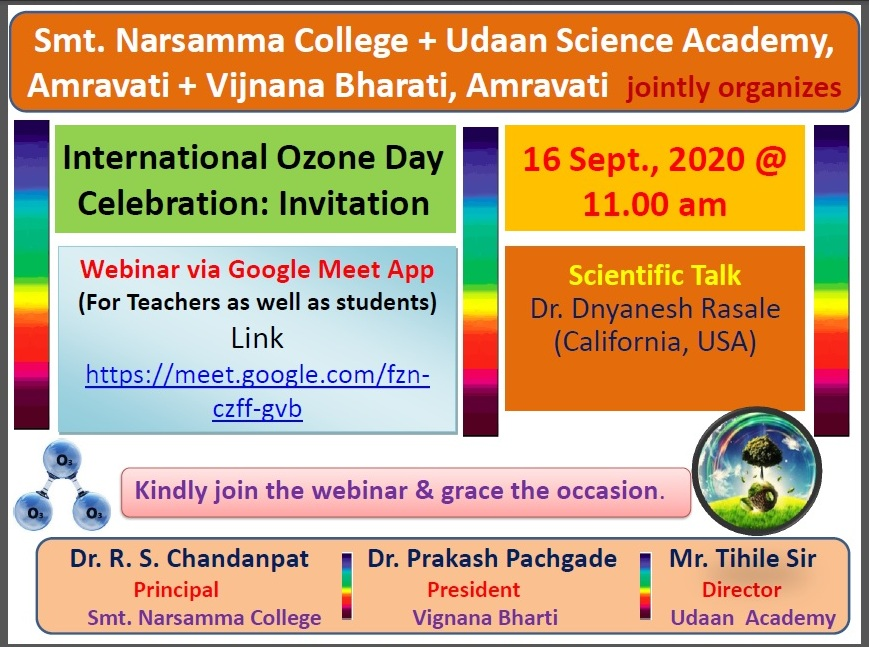 Smt. Narsamma College + Udaan Science Academy,
Amravati + Vijnana Bharati, Amravati jointly organizes
International Ozone Day
Celebration: Invitation
16 Sept., 2020 @
11.00 am
Webinar via Google Meet App
(For Teachers as well as students)
Link
https://meet.google.com/fzn-
czff-gvb
Scientific Talk
Dr. Dnyanesh Rasale
(California, USA)
O3
O3 O3
Kindly join the webinar & grace the occasion.
Dr. R. S. Chandanpat
Principal
Smt. Narsamma College
Dr. Prakash Pachgade
President
Vignana Bharti
Mr. Tihile Sir
Director
Udaan Academy